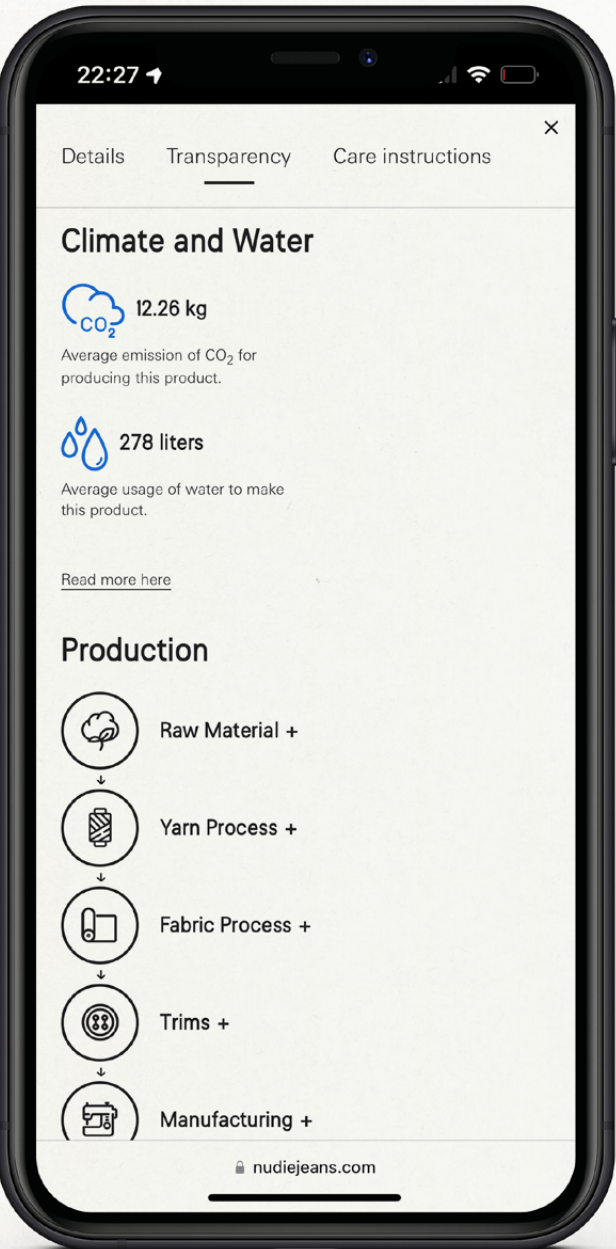 22:27
Details Transparency Care instructions
Climate and Water
CO₂ 12.26 kg
Average emission of CO₂ for
producing this product.
278 liters
Average usage of water to make
this product.
Read more here
Production
Raw Material +
Yarn Process +
Fabric Process +
Trims +
Manufacturing +
nudiejeans.com